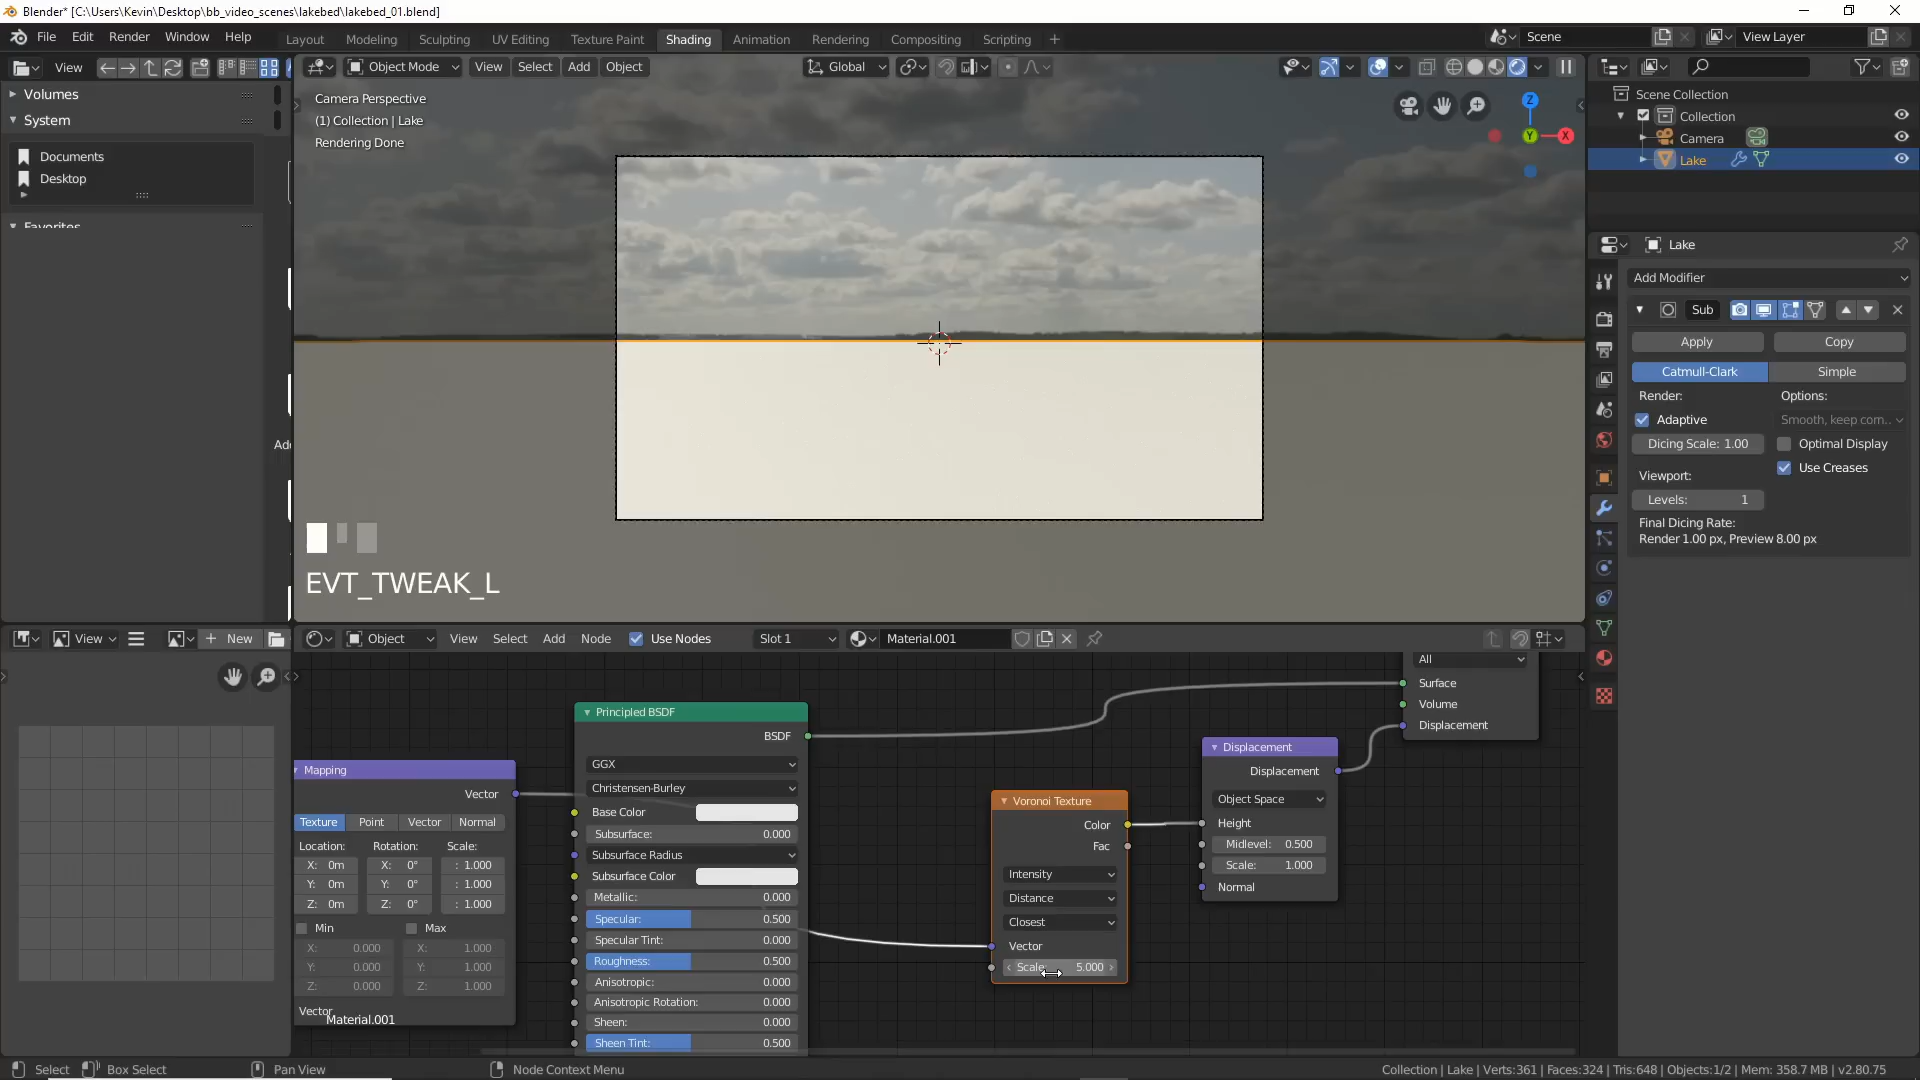 Blender* [C:\Users\Kevin\Desktop\bb_video_scenes\lakebed\lakebed_01.blend]
File Edit Render Window Help
Layout Modeling Sculpting UV Editing Texture Paint Shading Animation Rendering Compositing Scripting +
Scene
View Layer
View
Object Mode View Select Add Object
Global
Volumes
System
Documents
Desktop
Favorites
Camera Perspective
(1) Collection | Lake
Rendering Done
Z
Y
X
EVT_TWEAK_L
Scene Collection
Collection
Camera
Lake
Lake
Add Modifier
Sub
Apply Copy
Catmull-Clark Simple
Render: Options:
Adaptive Smooth, keep corn..
Dicing Scale: 1.00 Optimal Display
Use Creases
Viewport:
Levels: 1
Final Dicing Rate:
Render 1.00 px, Preview 8.00 px
View + New
Object View Select Add Node Use Nodes Slot 1 Material.001
Mapping
Vector
Texture Point Vector Normal
Location: Rotation: Scale:
X: 0m X: 0° : 1.000
Y: 0m Y: 0° : 1.000
Z: 0m Z: 0° : 1.000
Min Max
X: 0.000 X: 1.000
Y: 0.000 Y: 1.000
Z: 0.000 Z: 1.000
Vector
Material.001
Principled BSDF
BSDF
GGX
Christensen-Burley
Base Color
Subsurface: 0.000
Subsurface Radius
Subsurface Color
Metallic: 0.000
Specular: 0.500
Specular Tint: 0.000
Roughness: 0.500
Anisotropic: 0.000
Anisotropic Rotation: 0.000
Sheen: 0.000
Sheen Tint: 0.500
Voronoi Texture
Color
Fac
Intensity
Distance
Closest
Vector
Scale: 5.000
Displacement
Displacement
Object Space
Height
Midlevel: 0.500
Scale: 1.000
Normal
All
Surface
Volume
Displacement
Select Box Select Pan View Node Context Menu
Collection | Lake | Verts:361 | Faces:324 | Tris:648 | Objects:1/2 | Mem: 358.7 MB | v2.80.75